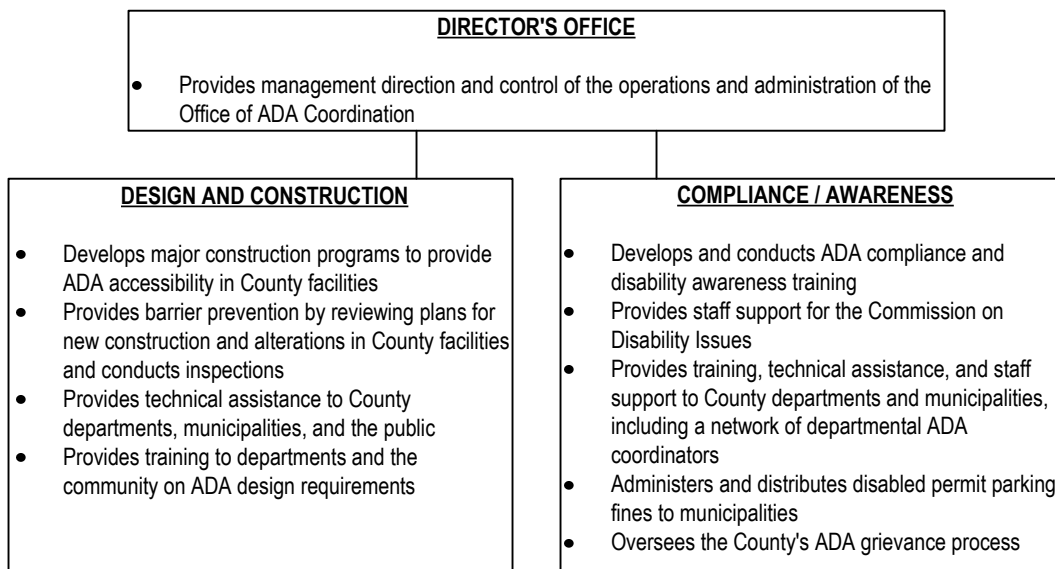 DIRECTOR'S OFFICE
• Provides management direction and control of the operations and administration of the
Office of ADA Coordination
DESIGN AND CONSTRUCTION
• Develops major construction programs to provide
ADA accessibility in County facilities
• Provides barrier prevention by reviewing plans for
new construction and alterations in County facilities
and conducts inspections
• Provides technical assistance to County
departments, municipalities, and the public
• Provides training to departments and the
community on ADA design requirements
COMPLIANCE / AWARENESS
• Develops and conducts ADA compliance and
disability awareness training
• Provides staff support for the Commission on
Disability Issues
• Provides training, technical assistance, and staff
support to County departments and municipalities,
including a network of departmental ADA
coordinators
• Administers and distributes disabled permit parking
fines to municipalities
• Oversees the County's ADA grievance process